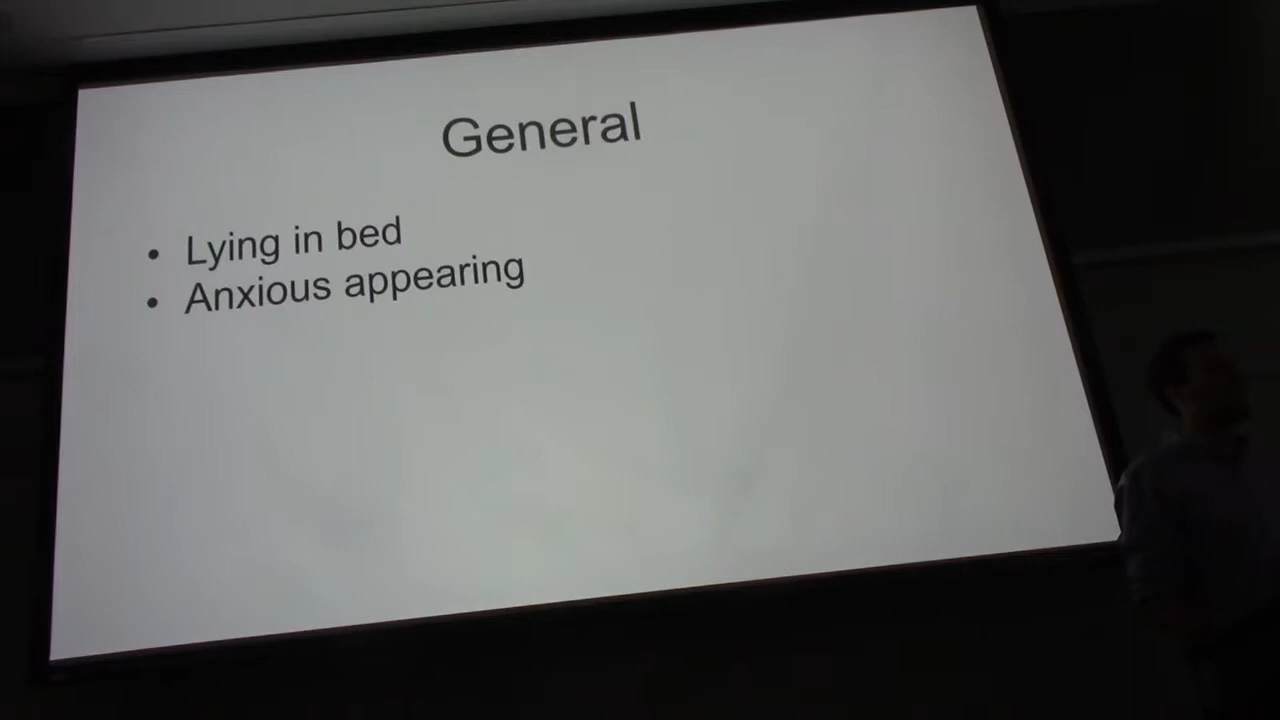 General
• Lying in bed
• Anxious appearing